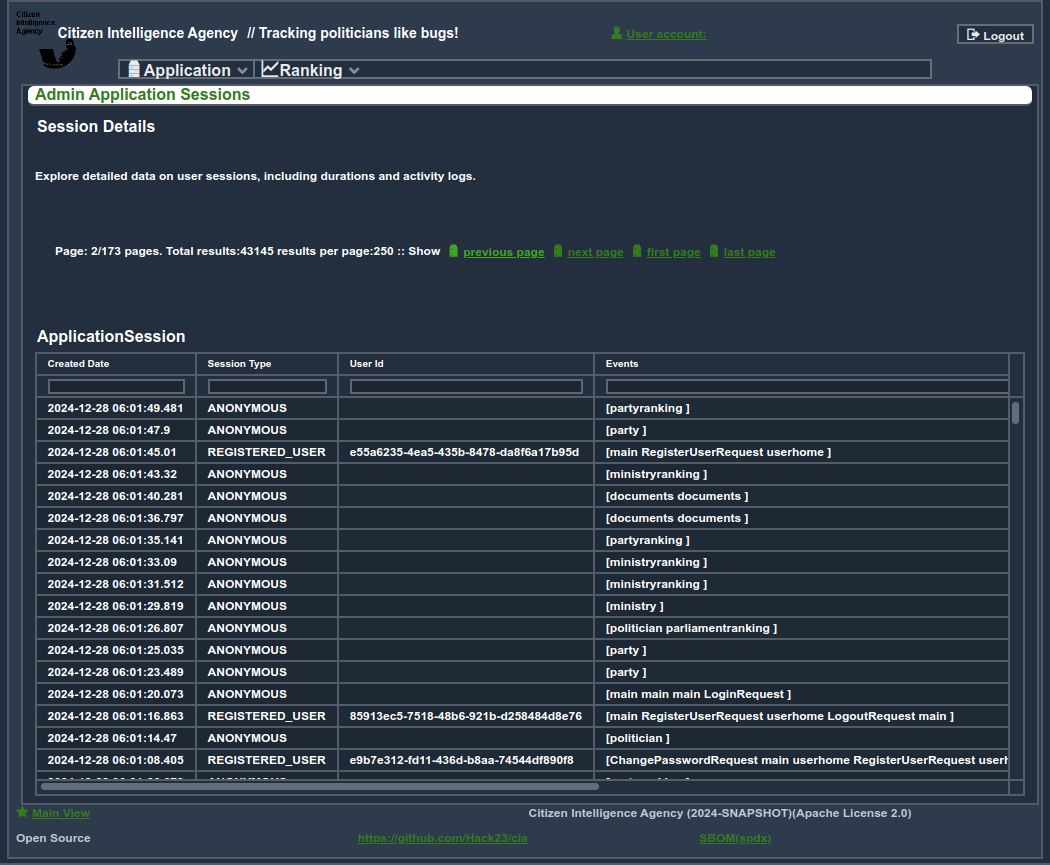 Citizen
Intelligence
Agency
Citizen Intelligence Agency // Tracking politicians like bugs!
User account:
Logout
Application Ranking
Admin Application Sessions
Session Details
Explore detailed data on user sessions, including durations and activity logs.
Page: 2/173 pages. Total results:43145 results per page:250 :: Show previous page next page first page last page
ApplicationSession
Created Date Session Type User Id Events
2024-12-28 06:01:49.481 ANONYMOUS [partyranking ]
2024-12-28 06:01:47.9 ANONYMOUS [party ]
2024-12-28 06:01:45.01 REGISTERED_USER e55a6235-4ea5-435b-8478-da8f6a17b95d [main RegisterUserRequest userhome ]
2024-12-28 06:01:43.32 ANONYMOUS [ministryranking ]
2024-12-28 06:01:40.281 ANONYMOUS [documents documents ]
2024-12-28 06:01:36.797 ANONYMOUS [documents documents ]
2024-12-28 06:01:35.141 ANONYMOUS [partyranking ]
2024-12-28 06:01:33.09 ANONYMOUS [ministryranking ]
2024-12-28 06:01:31.512 ANONYMOUS [ministryranking ]
2024-12-28 06:01:29.819 ANONYMOUS [ministry ]
2024-12-28 06:01:26.807 ANONYMOUS [politician parliamentranking ]
2024-12-28 06:01:25.035 ANONYMOUS [party ]
2024-12-28 06:01:23.489 ANONYMOUS [party ]
2024-12-28 06:01:20.073 ANONYMOUS [main main main LoginRequest ]
2024-12-28 06:01:16.863 REGISTERED_USER 85913ec5-7518-48b6-921b-d258484d8e76 [main RegisterUserRequest userhome LogoutRequest main ]
2024-12-28 06:01:14.47 ANONYMOUS [politician ]
2024-12-28 06:01:08.405 REGISTERED_USER e9b7e312-fd11-436d-b8aa-74544df890f8 [ChangePasswordRequest main userhome RegisterUserRequest userh
Main View
Citizen Intelligence Agency (2024-SNAPSHOT)(Apache License 2.0)
Open Source https://github.com/Hack23/cia SBOM(spdx)